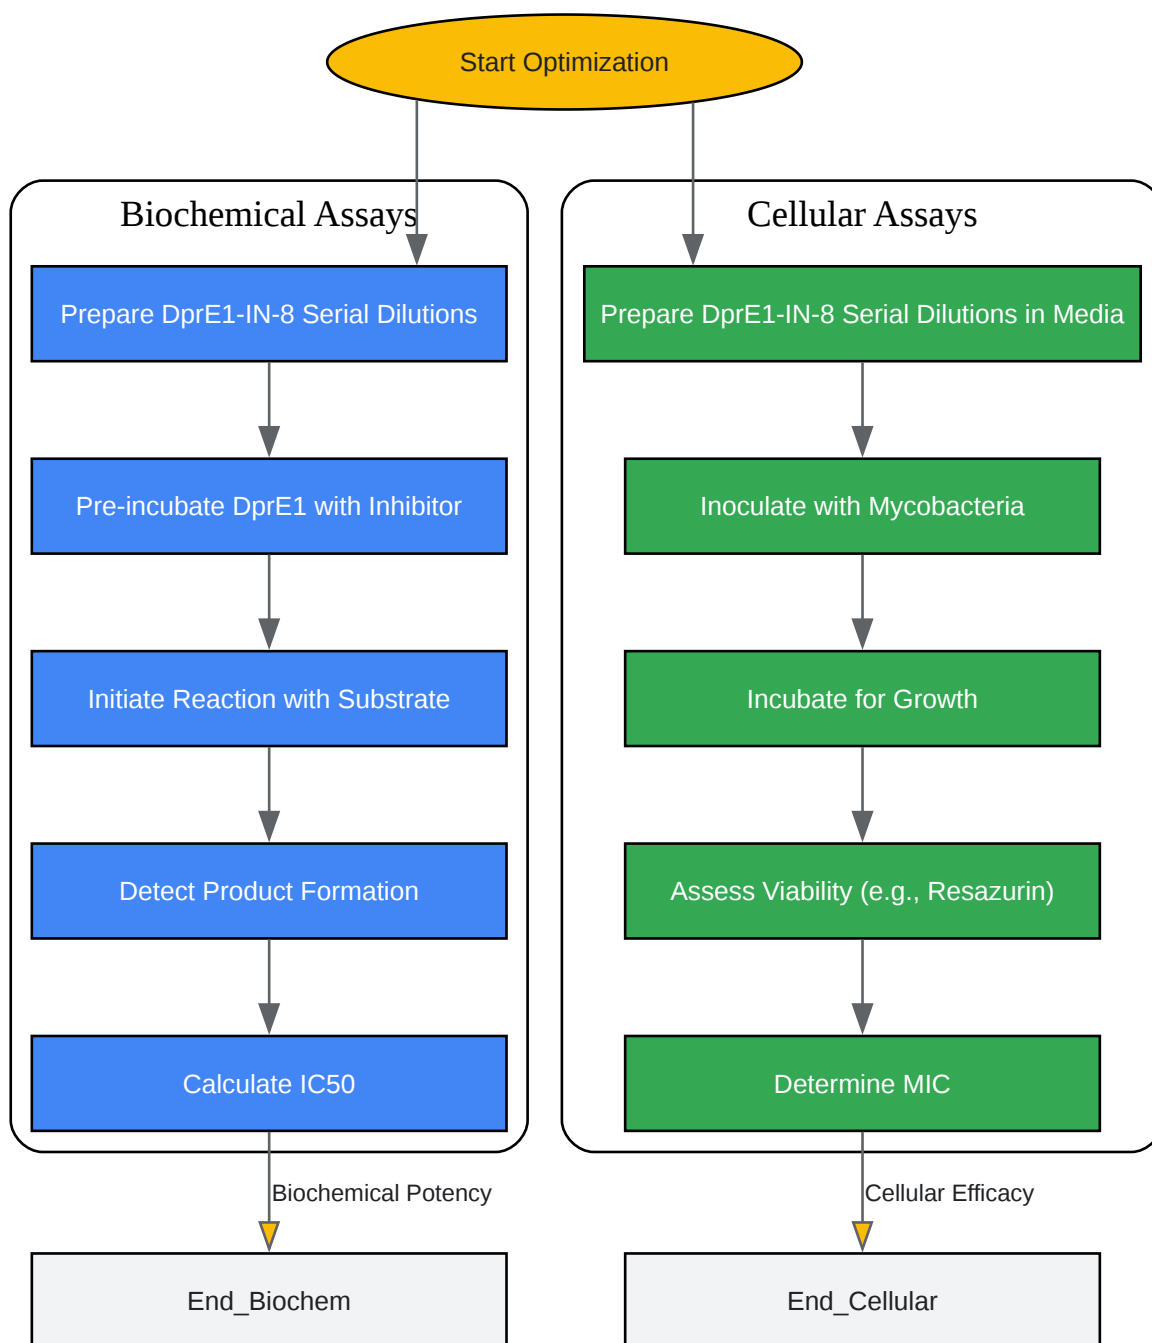 Start Optimization
Biochemical Assays
Prepare DprE1-IN-8 Serial Dilutions
Pre-incubate DprE1 with Inhibitor
Initiate Reaction with Substrate
Detect Product Formation
Calculate IC50
Biochemical Potency
End_Biochem
Cellular Assays
Prepare DprE1-IN-8 Serial Dilutions in Media
Inoculate with Mycobacteria
Incubate for Growth
Assess Viability (e.g., Resazurin)
Determine MIC
Cellular Efficacy
End_Cellular